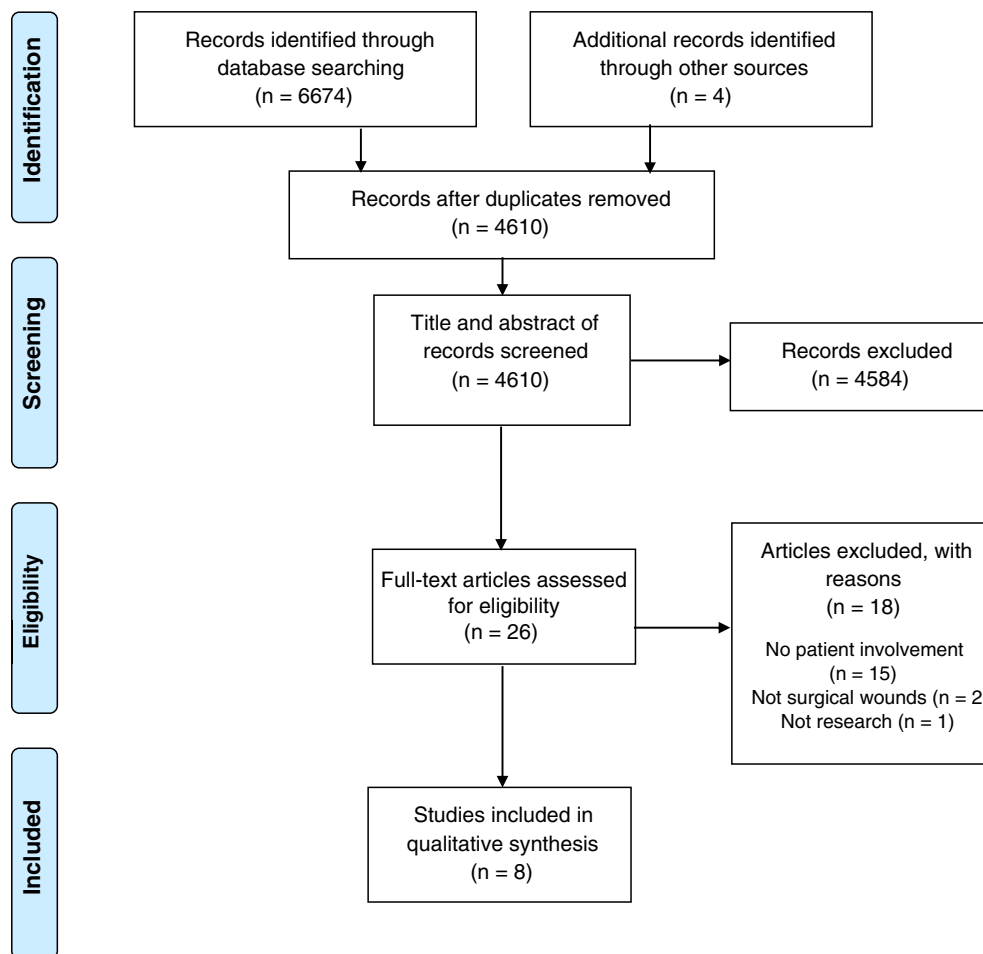 Identification
Records identified through
database searching
(n = 6674)
Additional records identified
through other sources
(n = 4)
Records after duplicates removed
(n = 4610)
Screening
Title and abstract of
records screened
(n = 4610)
Records excluded
(n = 4584)
Eligibility
Full-text articles assessed
for eligibility
(n = 26)
Articles excluded, with
reasons
(n = 18)
No patient involvement
(n = 15)
Not surgical wounds (n = 2
Not research (n = 1)
Included
Studies included in
qualitative synthesis
(n = 8)